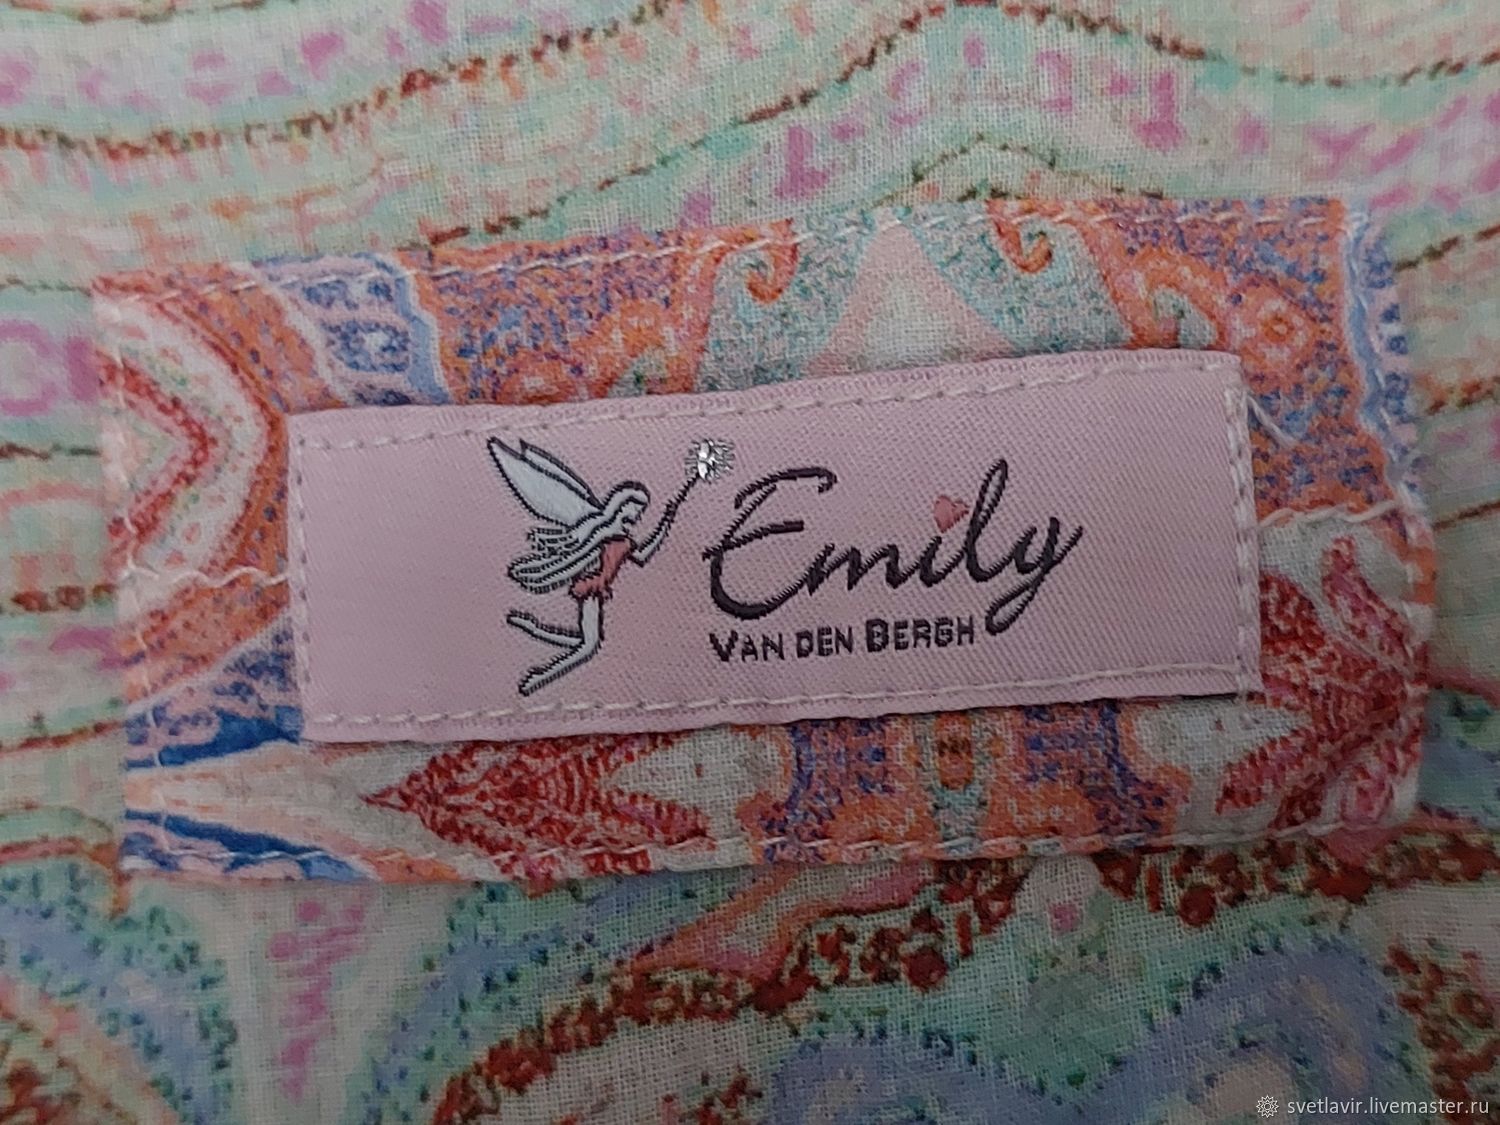 Emily
VAN DEN BERGH
svetlavir.livemaster.ru